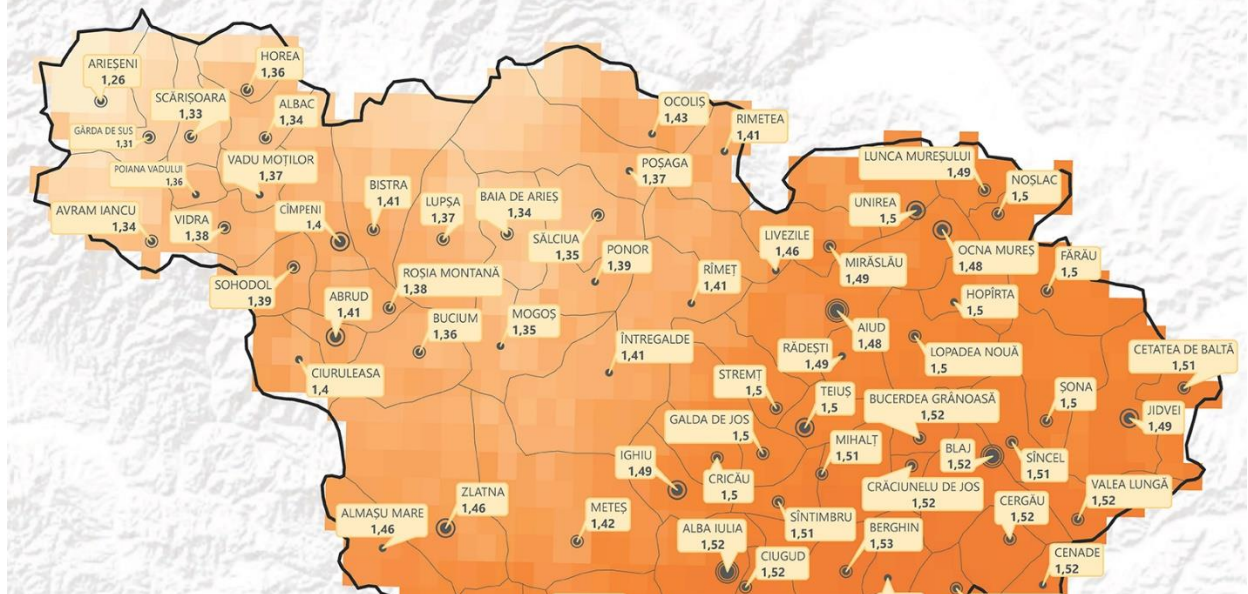 ARIEȘENI
1,26
HOREA
1,36
SCĂRIȘOARA
1,33
ALBAC
1,34
GÂRDA DE SUS
1,31
OCOLIȘ
1,43
RIMETEA
1,41
POIANA VADULUI
1,36
VADU MOȚILOR
1,37
POȘAGA
1,37
LUNCA MUREȘULUI
1,49
NOȘLAC
1,5
AVRAM IANCU
1,34
VIDRA
1,38
CÎMPENI
1,4
BISTRA
1,41
LUPȘA
1,37
BAIA DE ARIEȘ
1,34
SĂLCIUA
1,35
UNIREA
1,5
OCNA MUREȘ
1,48
LIVEZILE
1,46
MIRĂSLĂU
1,49
FĂRĂU
1,5
SOHODOL
1,39
ROȘIA MONTANĂ
1,38
PONOR
1,39
RÎMEȚ
1,41
HOPÎRTA
1,5
ABRUD
1,41
BUCIUM
1,36
MOGOȘ
1,35
ÎNTREGALDE
1,41
AIUD
1,48
RĂDEȘTI
1,49
LOPADEA NOUĂ
1,5
CETATEA DE BALTĂ
1,51
CIURULEASA
1,4
STREMȚ
1,5
TEIUȘ
1,5
BUCERDEA GRÂNOASĂ
1,52
ȘONA
1,5
JIDVEI
1,49
GALDA DE JOS
1,5
MIHALȚ
1,51
BLAJ
1,52
SÎNCEL
1,51
IGHIU
1,49
CRICĂU
1,5
CRĂCIUNELU DE JOS
1,52
VALEA LUNGĂ
1,52
ZLATNA
1,46
ALMAȘU MARE
1,46
METEȘ
1,42
SÎNTIMBRU
1,51
CERGĂU
1,52
ALBA IULIA
1,52
CIUGUD
1,52
BERGHIN
1,53
CENADE
1,52